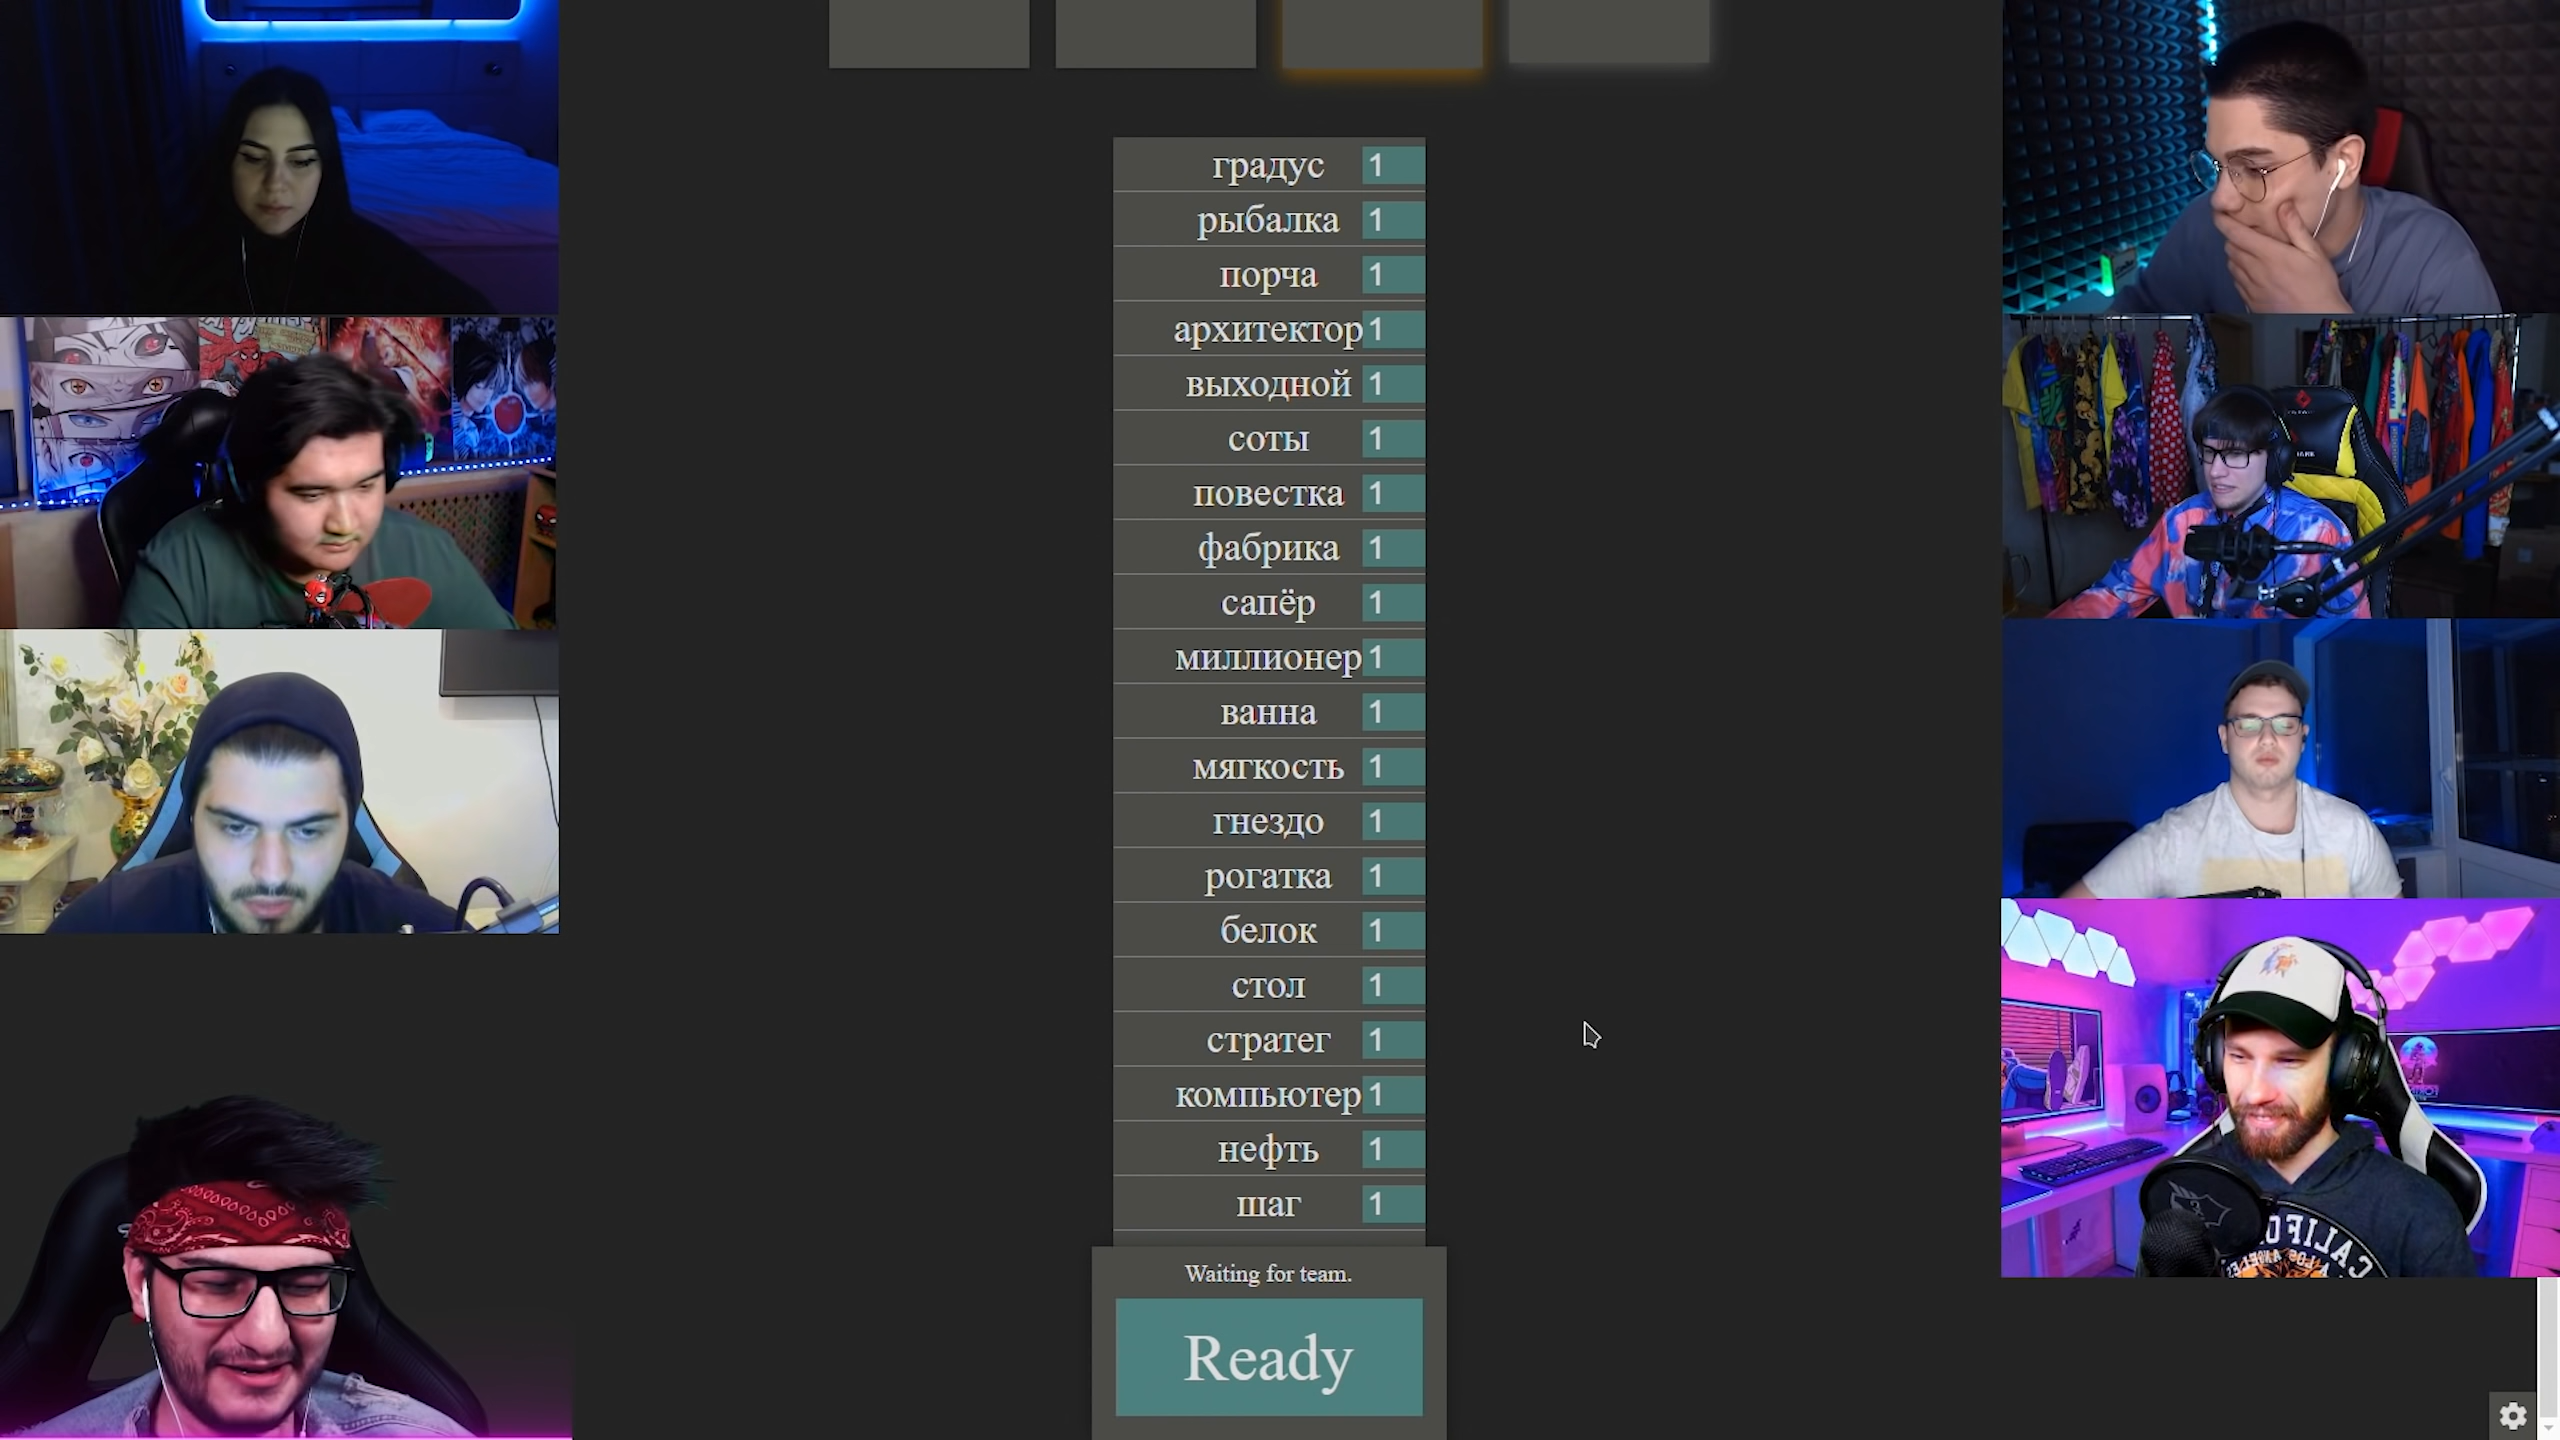 градус 1
рыбалка 1
порча 1
архитектор 1
выходной 1
соты 1
повестка 1
фабрика 1
сапёр 1
миллионер 1
ванна 1
мягкость 1
гнездо 1
рогатка 1
белок 1
стол 1
стратег 1
компьютер 1
нефть 1
шаг 1
Waiting for team.
Ready